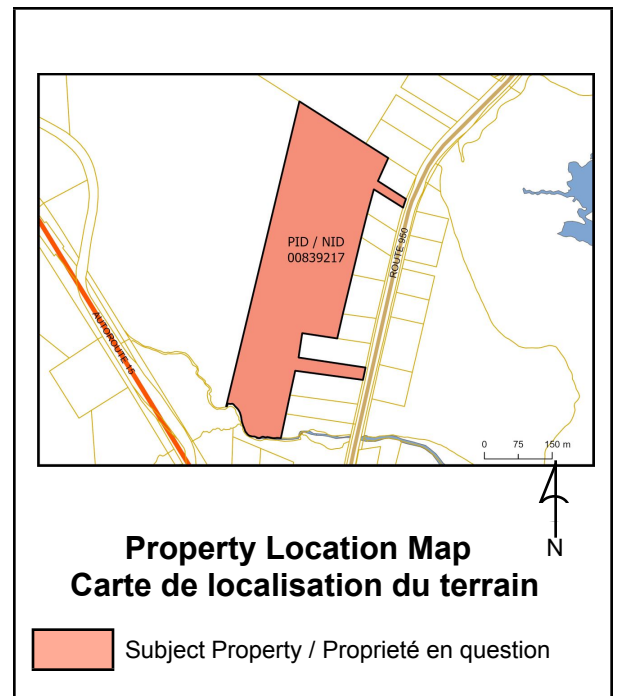 PID / NID
00839217
ROUTE 950
AUTOROUTE 15
0 75 150 m
N
Property Location Map
Carte de localisation du terrain
Subject Property / Proprieté en question